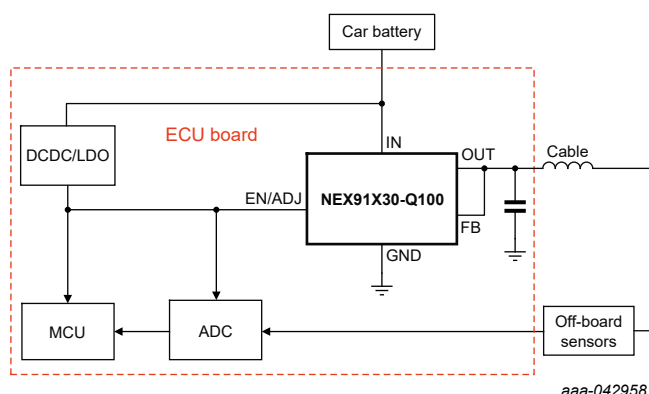 Car battery
ECU board
DCDC/LDO
IN
OUT
Cable
EN/ADJ
NEX91X30-Q100
FB
GND
MCU
ADC
Off-board
sensors
aaa-042958